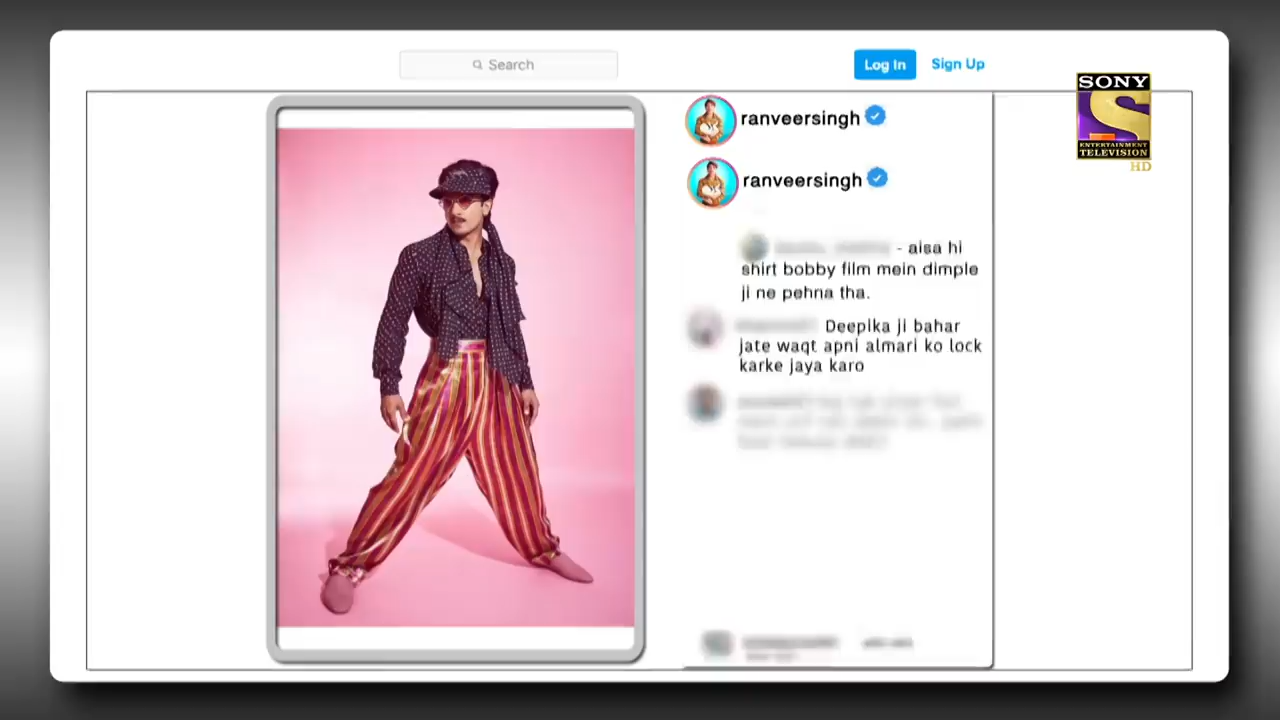 Search
Log In
Sign Up
SONY
ENTERTAINMENT
TELEVISION
HD
ranveersingh
ranveersingh
- aisa hi
shirt bobby film mein dimple
ji ne pehna tha.
Deepika ji bahar
jate waqt apni almari ko lock
karke jaya karo